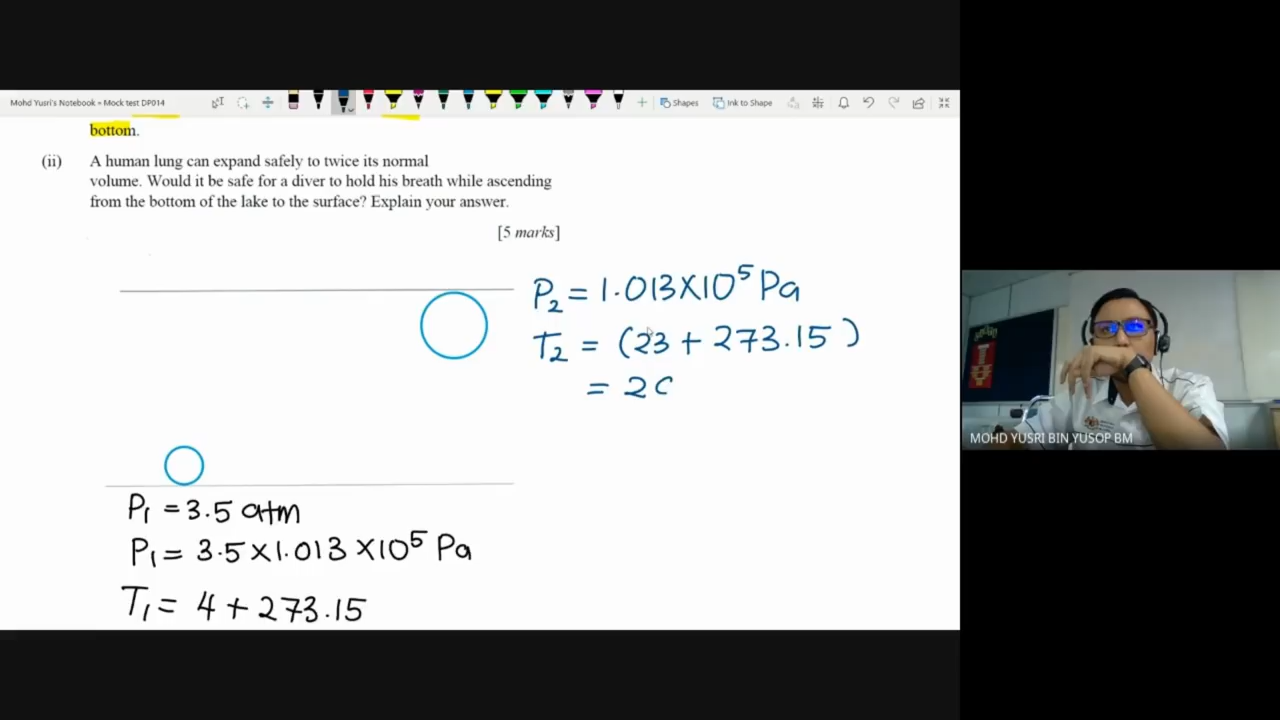 Mohd Yusri's Notebook » Mock test DP014
Shapes
Ink to Shape
bottom.
(ii) A human lung can expand safely to twice its normal
volume. Would it be safe for a diver to hold his breath while ascending
from the bottom of the lake to the surface? Explain your answer.
[5 marks]
P₂ = 1.013×10⁵ Pa
T₂ = (23 + 273.15 )
= 2C
P₁ = 3.5 atm
P₁ = 3.5×1.013 ×10⁵ Pa
T₁ = 4 + 273.15
MOHD YUSRI BIN YUSOP BM